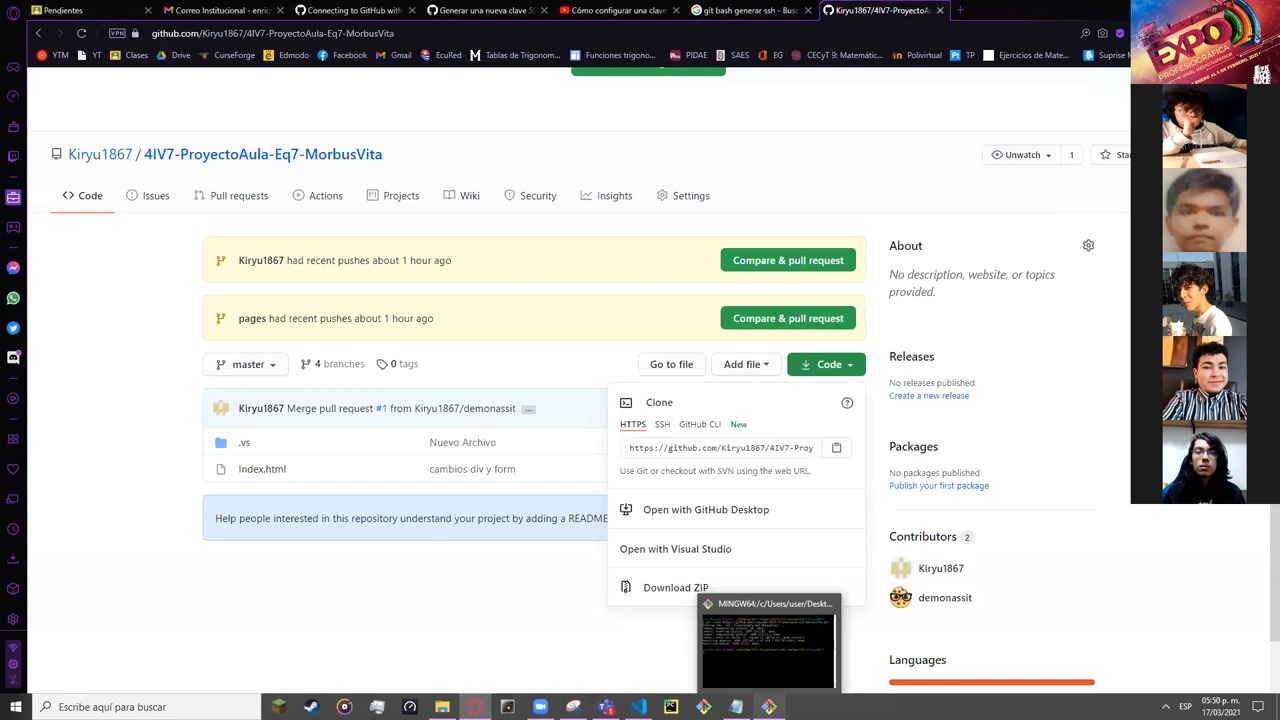 Pendientes
Correo Institucional - enriq
Connecting to GitHub with
Generar una nueva clave S
Cómo configurar una clave
git bash generar ssh - Bus
Kiryu1867/4IV7-ProyectoA
VPN
github.com/Kiryu1867/4IV7-ProyectoAula-Eq7-MorbusVita
YTM
YT
Clases
Drive
CurseForge
Edmodo
Facebook
Gmail
EcuRed
Tablas de Trigonom...
Funciones trigono...
PIDAE
SAES
EG
CECyT 9: Matemátic...
Polivirtual
TP
Ejercicios de Mate...
Suprise M
EXPO
PROFESIOGRÁFICA
Kiryu1867 / 4IV7-ProyectoAula-Eq7-MorbusVita
Unwatch
1
Star
Code
Issues
Pull requests
Actions
Projects
Wiki
Security
Insights
Settings
Kiryu1867 had recent pushes about 1 hour ago
Compare & pull request
pages had recent pushes about 1 hour ago
Compare & pull request
About
No description, website, or topics
provided.
master
4 branches
0 tags
Go to file
Add file
Code
Releases
No releases published
Create a new release
Kiryu1867 Merge pull request #1 from Kiryu1867/demonassit ...
.vs
Nuevo Archivo
Index.html
cambios div y form
Help people interested in this repository understand your project by adding a README
Clone
HTTPS
SSH
GitHub CLI
New
https://github.com/Kiryu1867/4IV7-Proy
Use Git or checkout with SVN using the web URL.
Open with GitHub Desktop
Open with Visual Studio
Download ZIP
Packages
No packages published
Publish your first package
Contributors 2
Kiryu1867
demonassit
Languages
MINGW64:/c/Users/user/Deskt...
Escribe aquí para buscar
ESP
05:50 p. m.
17/03/2021